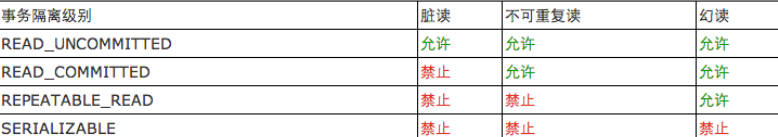 事务隔离级别 脏读 不可重复读 幻读
READ_UNCOMMITTED 允许 允许 允许
READ_COMMITTED 禁止 允许 允许
REPEATABLE_READ 禁止 禁止 允许
SERIALIZABLE 禁止 禁止 禁止